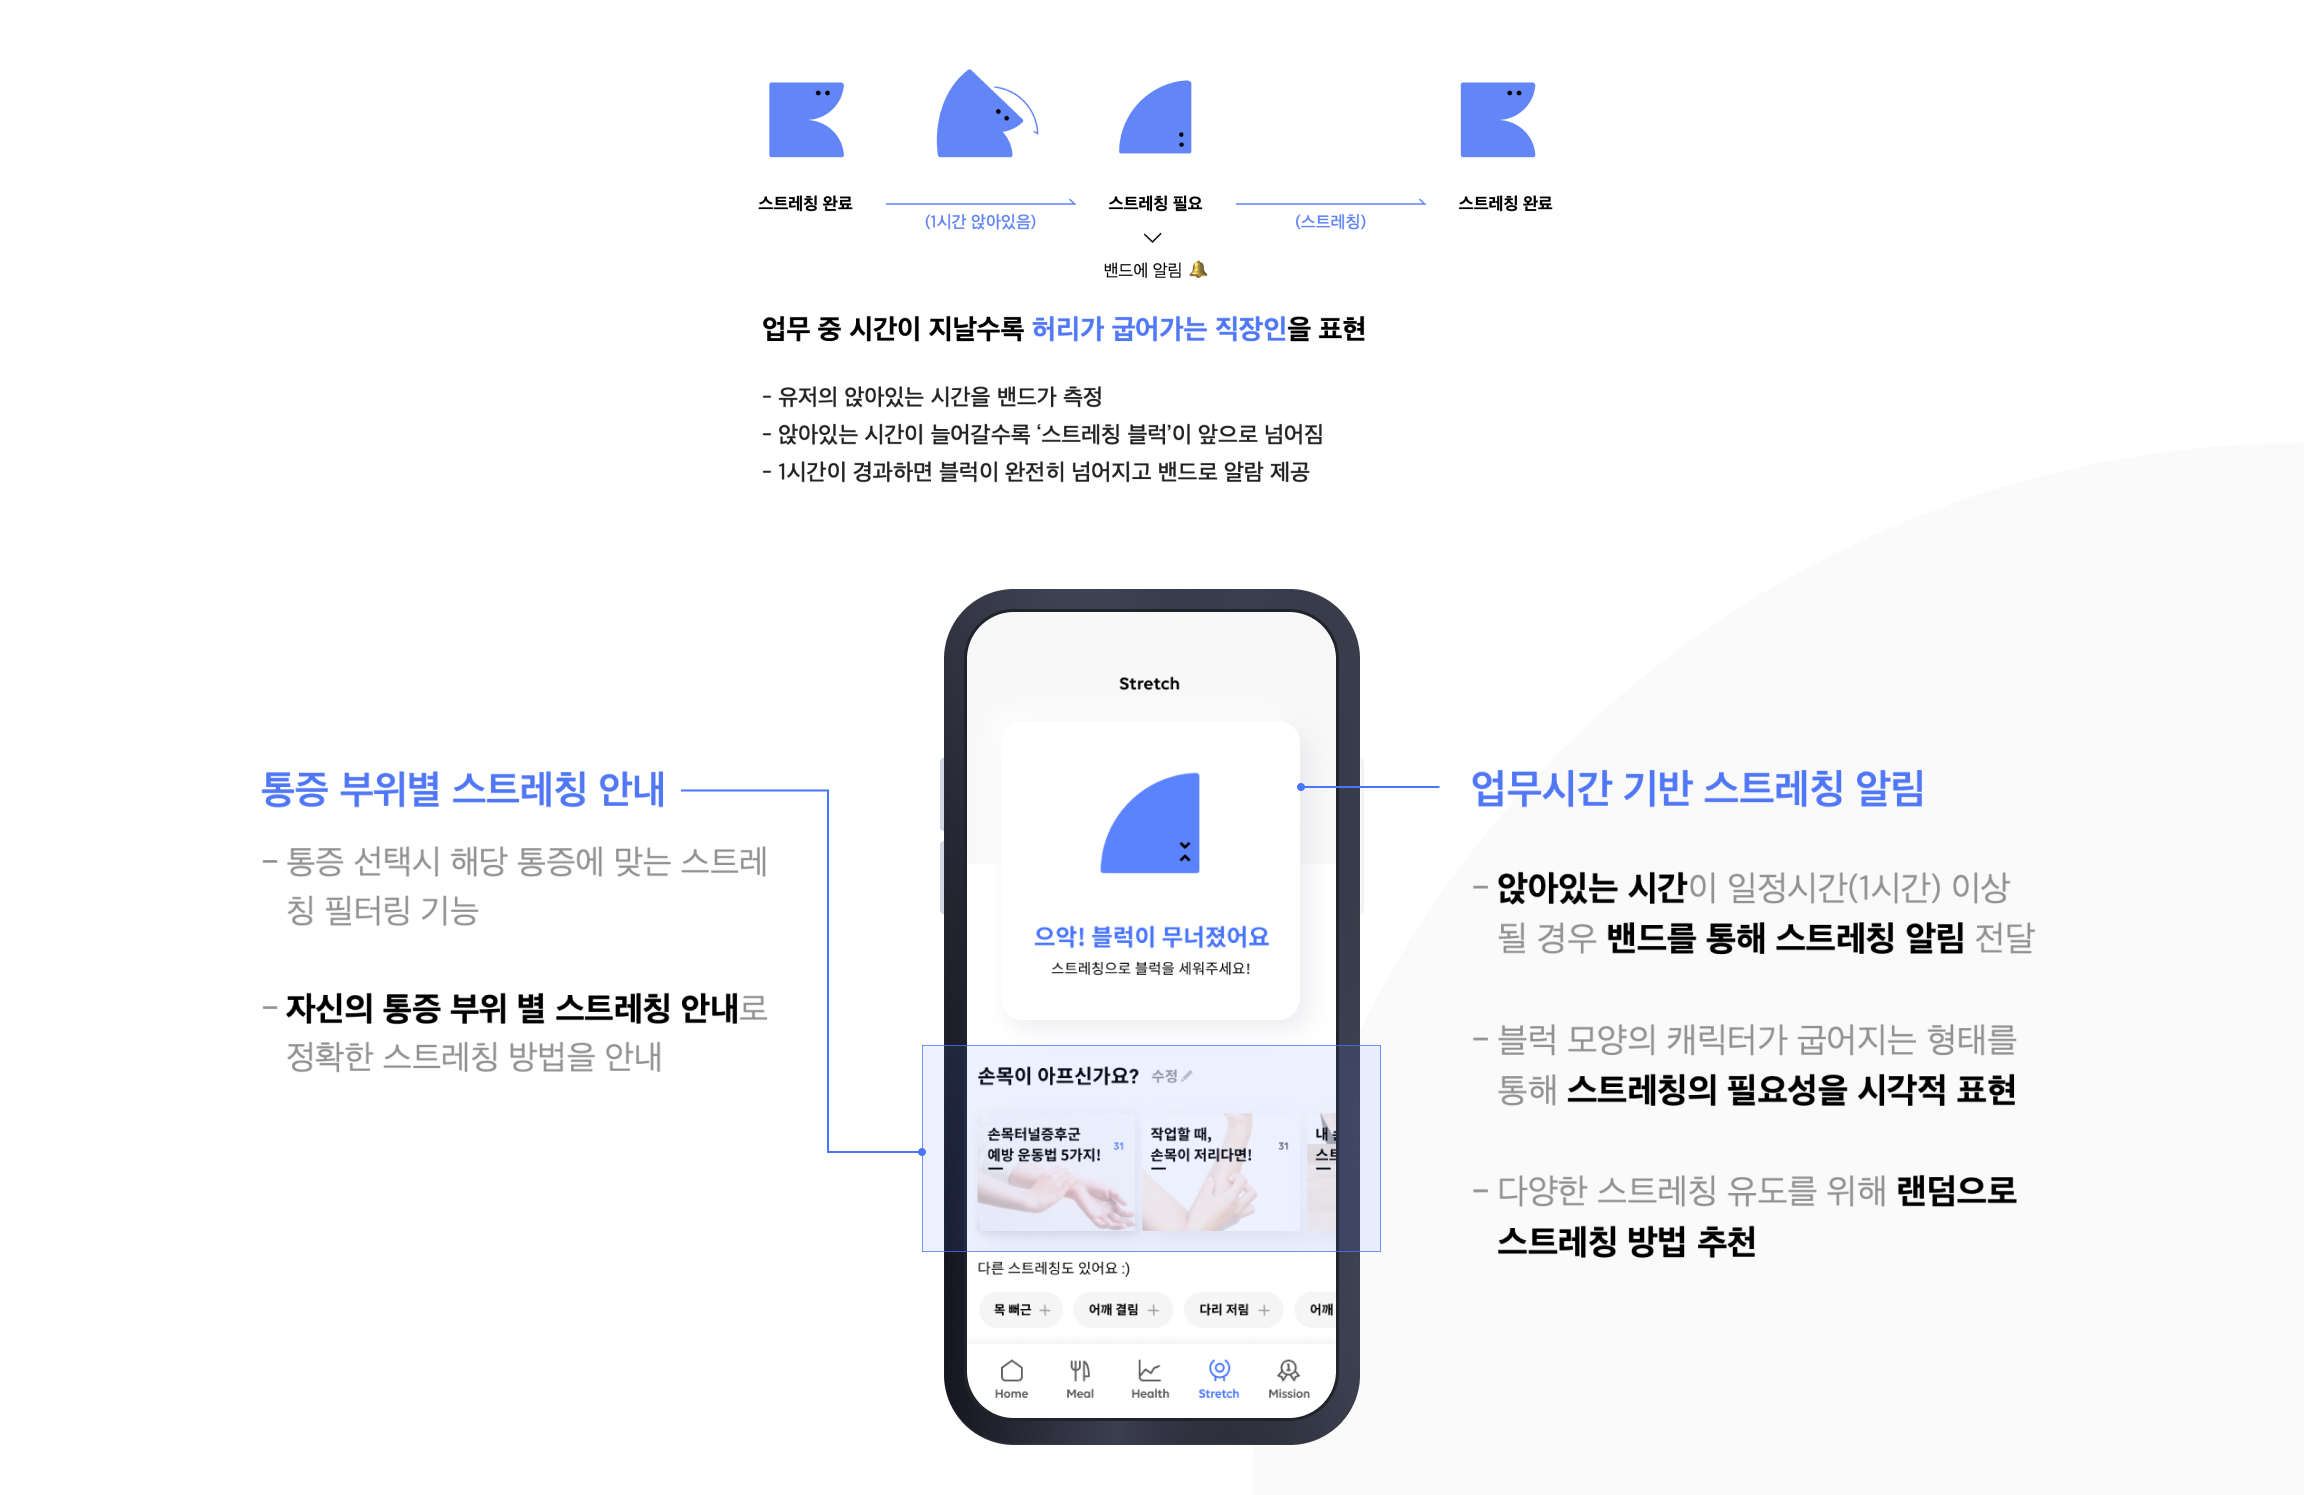 스트레칭 완료
(1시간 앉아있음)
스트레칭 필요
(스트레칭)
스트레칭 완료
밴드에 알림
업무 중 시간이 지날수록 허리가 굽어가는 직장인을 표현
- 유저의 앉아있는 시간을 밴드가 측정
- 앉아있는 시간이 늘어갈수록 ‘스트레칭 블럭’이 앞으로 넘어짐
- 1시간이 경과하면 블럭이 완전히 넘어지고 밴드로 알람 제공
통증 부위별 스트레칭 안내
- 통증 선택시 해당 통증에 맞는 스트레
칭 필터링 기능
- 자신의 통증 부위 별 스트레칭 안내로
정확한 스트레칭 방법을 안내
Stretch
으악! 블럭이 무너졌어요
스트레칭으로 블럭을 세워주세요!
손목이 아프신가요? 수정
손목터널증후군
예방 운동법 5가지!
31
작업할 때,
손목이 저리다면!
31
내
스트
다른 스트레칭도 있어요 :)
목 뻐근 +
어깨 결림 +
다리 저림 +
어깨
Home
Meal
Health
Stretch
1
Mission
업무시간 기반 스트레칭 알림
- 앉아있는 시간이 일정시간(1시간) 이상
될 경우 밴드를 통해 스트레칭 알림 전달
- 블럭 모양의 캐릭터가 굽어지는 형태를
통해 스트레칭의 필요성을 시각적 표현
- 다양한 스트레칭 유도를 위해 랜덤으로
스트레칭 방법 추천